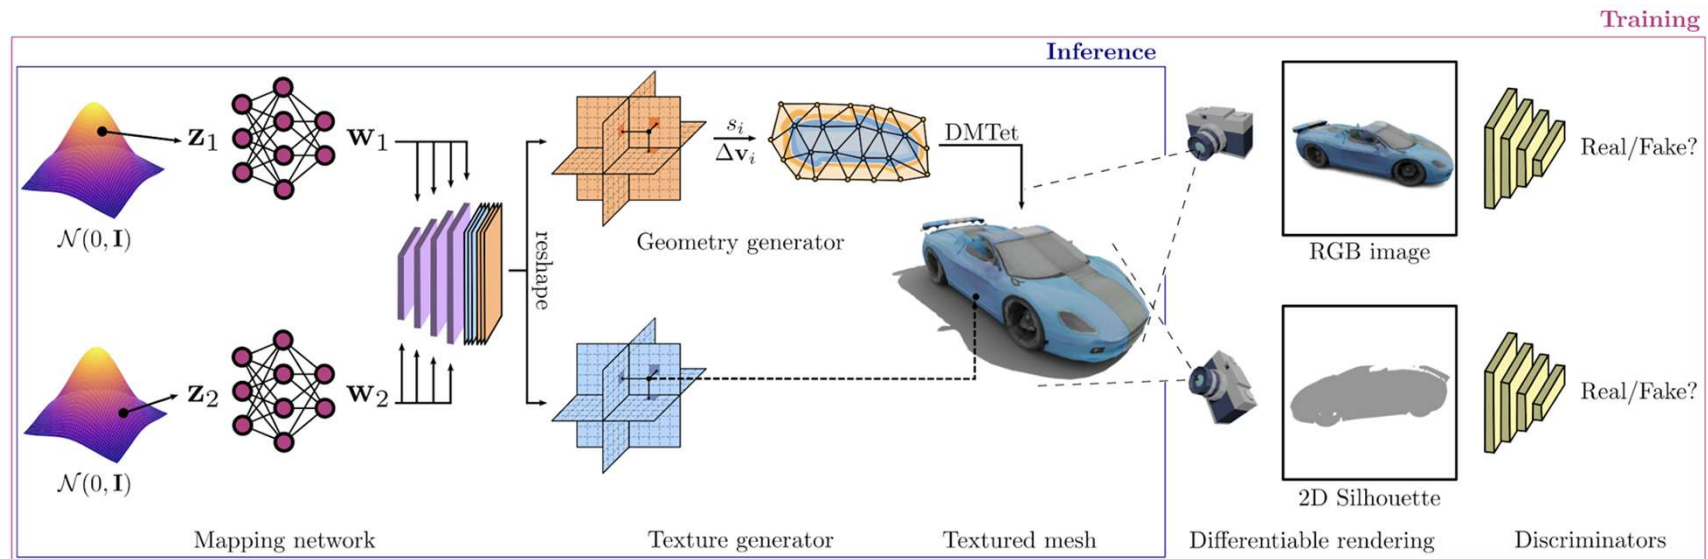 Training
Inference
z1
w1
N(0, I)
reshape
s_i
Δv_i
DMTet
Geometry generator
RGB image
Real/Fake?
z2
w2
N(0, I)
2D Silhouette
Real/Fake?
Mapping network
Texture generator
Textured mesh
Differentiable rendering
Discriminators